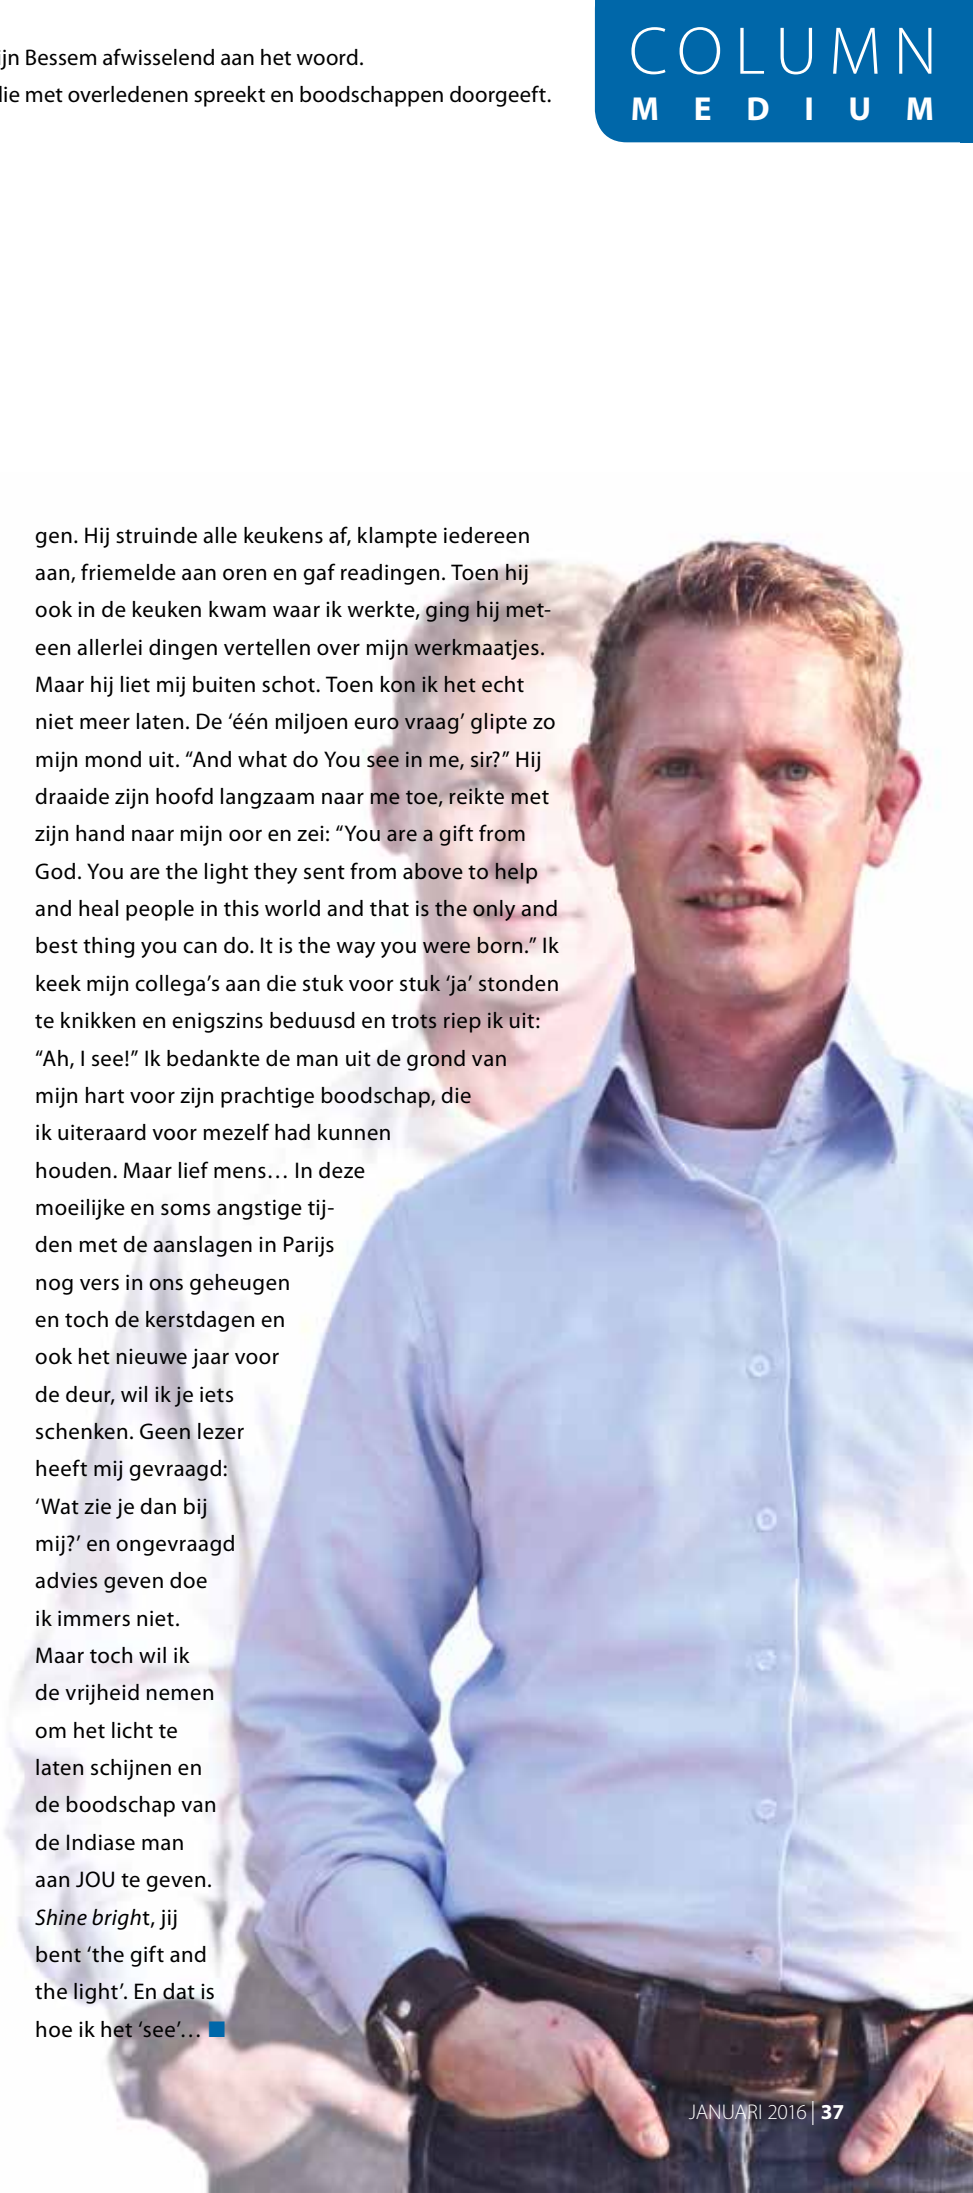 ijn Bessem afwisselend aan het woord.
die met overledenen spreekt en boodschappen doorgeeft.
COLUMN
MEDIUM
gen. Hij struinde alle keukens af, klampte iedereen
aan, friemelde aan oren en gaf readingen. Toen hij
ook in de keuken kwam waar ik werkte, ging hij met-
een allerlei dingen vertellen over mijn werkmaatjes.
Maar hij liet mij buiten schot. Toen kon ik het echt
niet meer laten. De ‘één miljoen euro vraag’ glipte zo
mijn mond uit. “And what do You see in me, sir?” Hij
draaide zijn hoofd langzaam naar me toe, reikte met
zijn hand naar mijn oor en zei: “You are a gift from
God. You are the light they sent from above to help
and heal people in this world and that is the only and
best thing you can do. It is the way you were born.” Ik
keek mijn collega’s aan die stuk voor stuk ‘ja’ stonden
te knikken en enigszins beduusd en trots riep ik uit:
“Ah, I see!” Ik bedankte de man uit de grond van
mijn hart voor zijn prachtige boodschap, die
ik uiteraard voor mezelf had kunnen
houden. Maar lief mens… In deze
moeilijke en soms angstige tij-
den met de aanslagen in Parijs
nog vers in ons geheugen
en toch de kerstdagen en
ook het nieuwe jaar voor
de deur, wil ik je iets
schenken. Geen lezer
heeft mij gevraagd:
‘Wat zie je dan bij
mij?’ en ongevraagd
advies geven doe
ik immers niet.
Maar toch wil ik
de vrijheid nemen
om het licht te
laten schijnen en
de boodschap van
de Indiase man
aan JOU te geven.
Shine bright, jij
bent ‘the gift and
the light’. En dat is
hoe ik het ‘see’…
JANUARI 2016 | 37